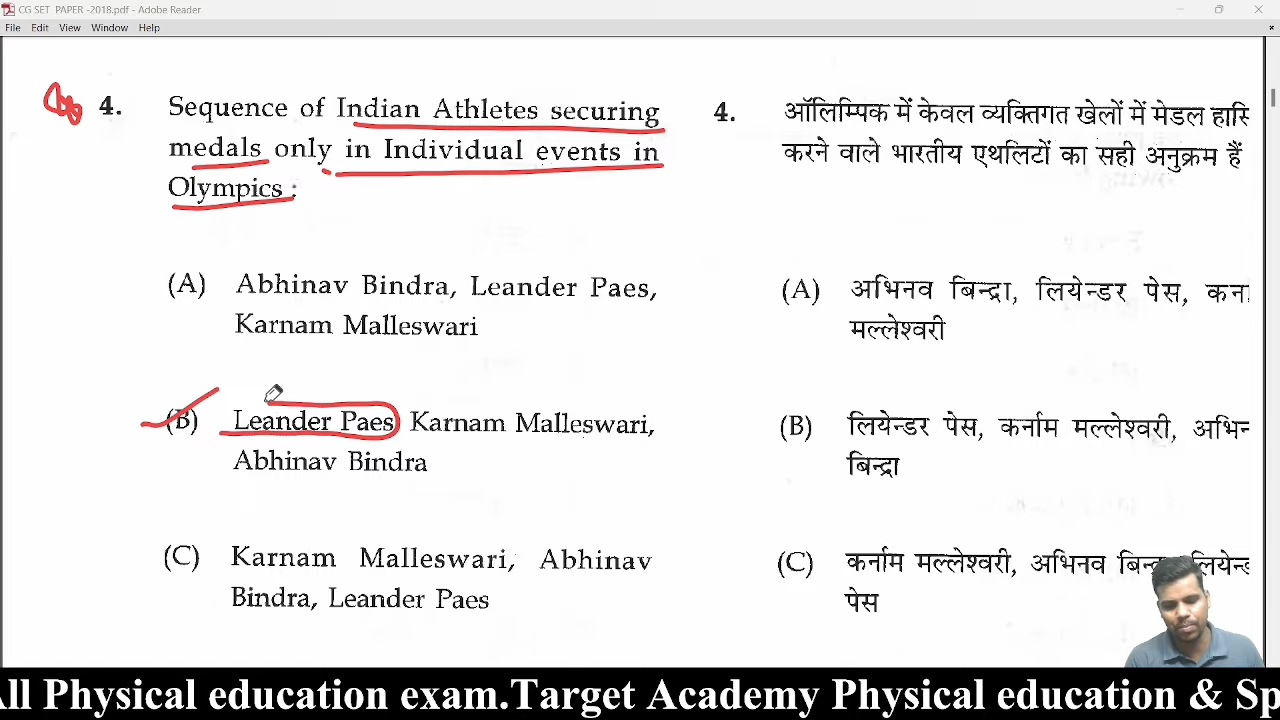 CG SET PAPER -2018.pdf - Adobe Reader
File Edit View Window Help
4.
Sequence of Indian Athletes securing
medals only in Individual events in
Olympics :
(A) Abhinav Bindra, Leander Paes,
Karnam Malleswari
(B) Leander Paes Karnam Malleswari,
Abhinav Bindra
(C) Karnam Malleswari, Abhinav
Bindra, Leander Paes
4.
ऑलिम्पिक में केवल व्यक्तिगत खेलों में मेडल हासि
करने वाले भारतीय एथलिटों का सही अनुक्रम हैं
(A) अभिनव बिन्द्रा, लियेन्डर पेस, कर्ना
मल्लेश्वरी
(B) लियेन्डर पेस, कर्नाम मल्लेश्वरी, अभिन
बिन्द्रा
(C) कर्नाम मल्लेश्वरी, अभिनव
पेस
All Physical education exam.Target Academy Physical education & Sp